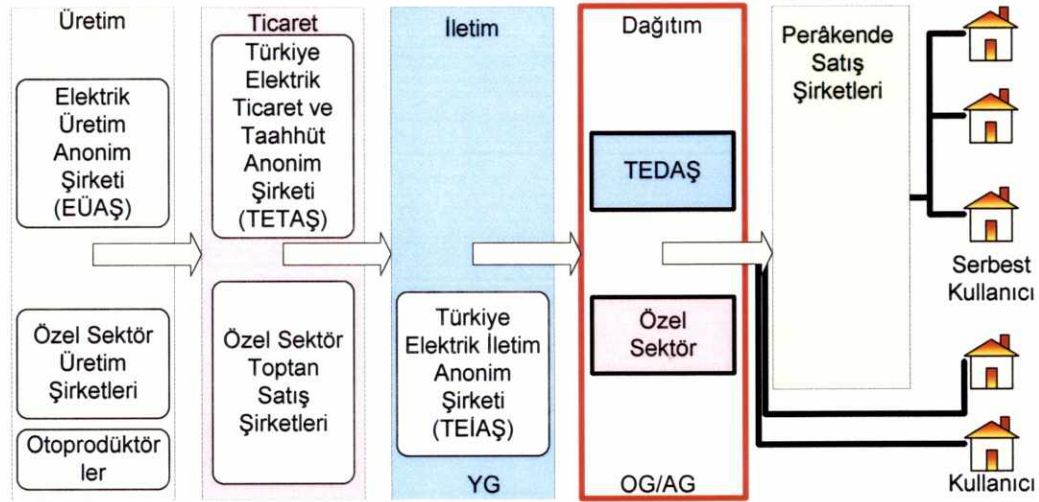 Üretim
Elektrik
Üretim
Anonim
Şirketi
(EÜAŞ)
Özel Sektör
Üretim
Şirketleri
Otoprodüktör
ler
Ticaret
Türkiye
Elektrik
Ticaret ve
Taahhüt
Anonim
Şirketi
(TETAŞ)
Özel Sektör
Toptan
Satış
Şirketleri
İletim
Türkiye
Elektrik İletim
Anonim
Şirketi
(TEİAŞ)
YG
Dağıtım
TEDAŞ
Özel
Sektör
OG/AG
Perâkende
Satış
Şirketleri
Serbest
Kullanıcı
Kullanıcı